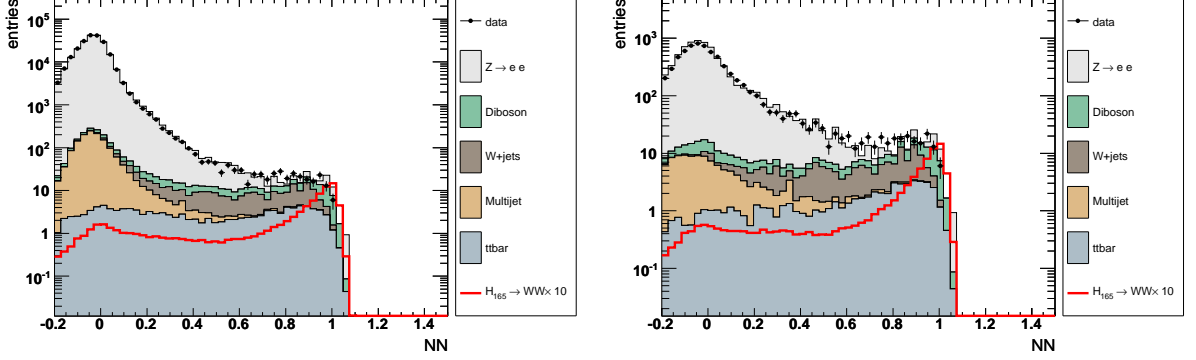 entries
10^5
10^4
10^3
10^2
10
1
10^-1
-0.2 0 0.2 0.4 0.6 0.8 1 1.2 1.4
NN
data
Z → e e
Diboson
W+jets
Multijet
ttbar
H_165 → WW× 10
entries
10^3
10^2
10
1
10^-1
-0.2 0 0.2 0.4 0.6 0.8 1 1.2 1.4
NN
data
Z → e e
Diboson
W+jets
Multijet
ttbar
H_165 → WW× 10